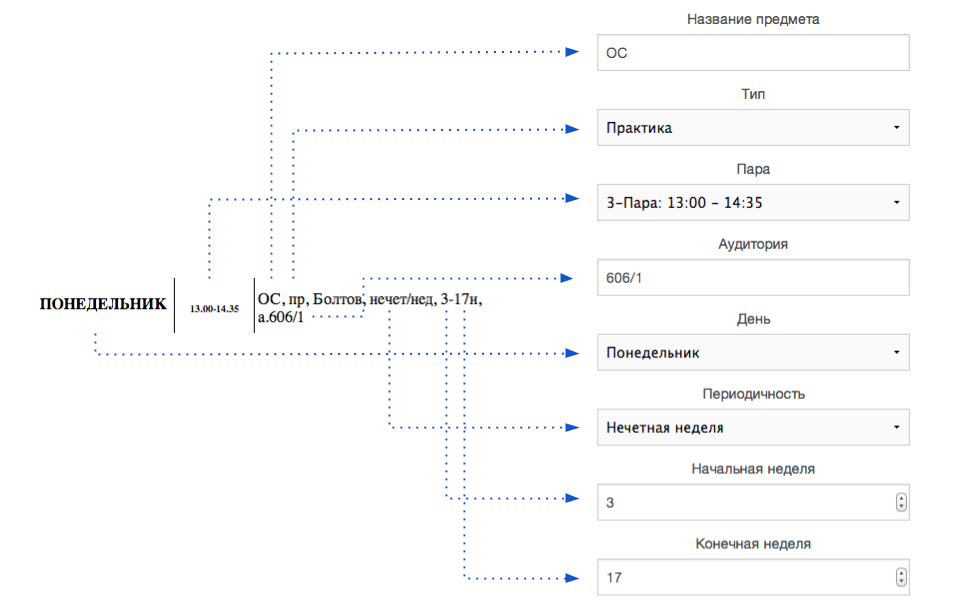 ПОНЕДЕЛЬНИК
13.00-14.35
ОС, пр, Болтов, нечет/нед, 3-17н,
а.606/1
Название предмета
ОС
Тип
Практика
Пара
3-Пара: 13:00 - 14:35
Аудитория
606/1
День
Понедельник
Периодичность
Нечетная неделя
Начальная неделя
3
Конечная неделя
17